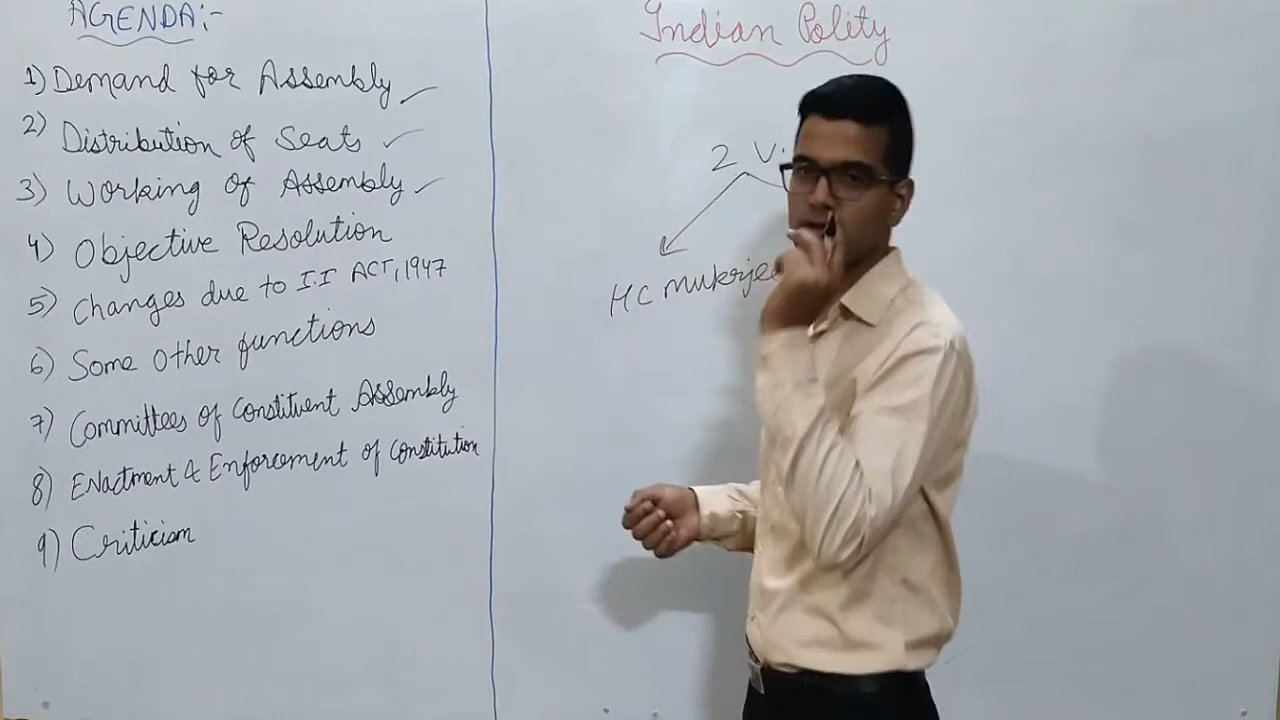 AGENDA:-
1) Demand for Assembly
2) Distribution of Seats
3) Working of Assembly
4) Objective Resolution
5) Changes due to I.I ACT, 1947
6) Some Other functions
7) Committees of Constituent Assembly
8) Enactment & Enforcement of Constitution
9) Criticism
Indian Polity
2 V.
HC Mukerjee